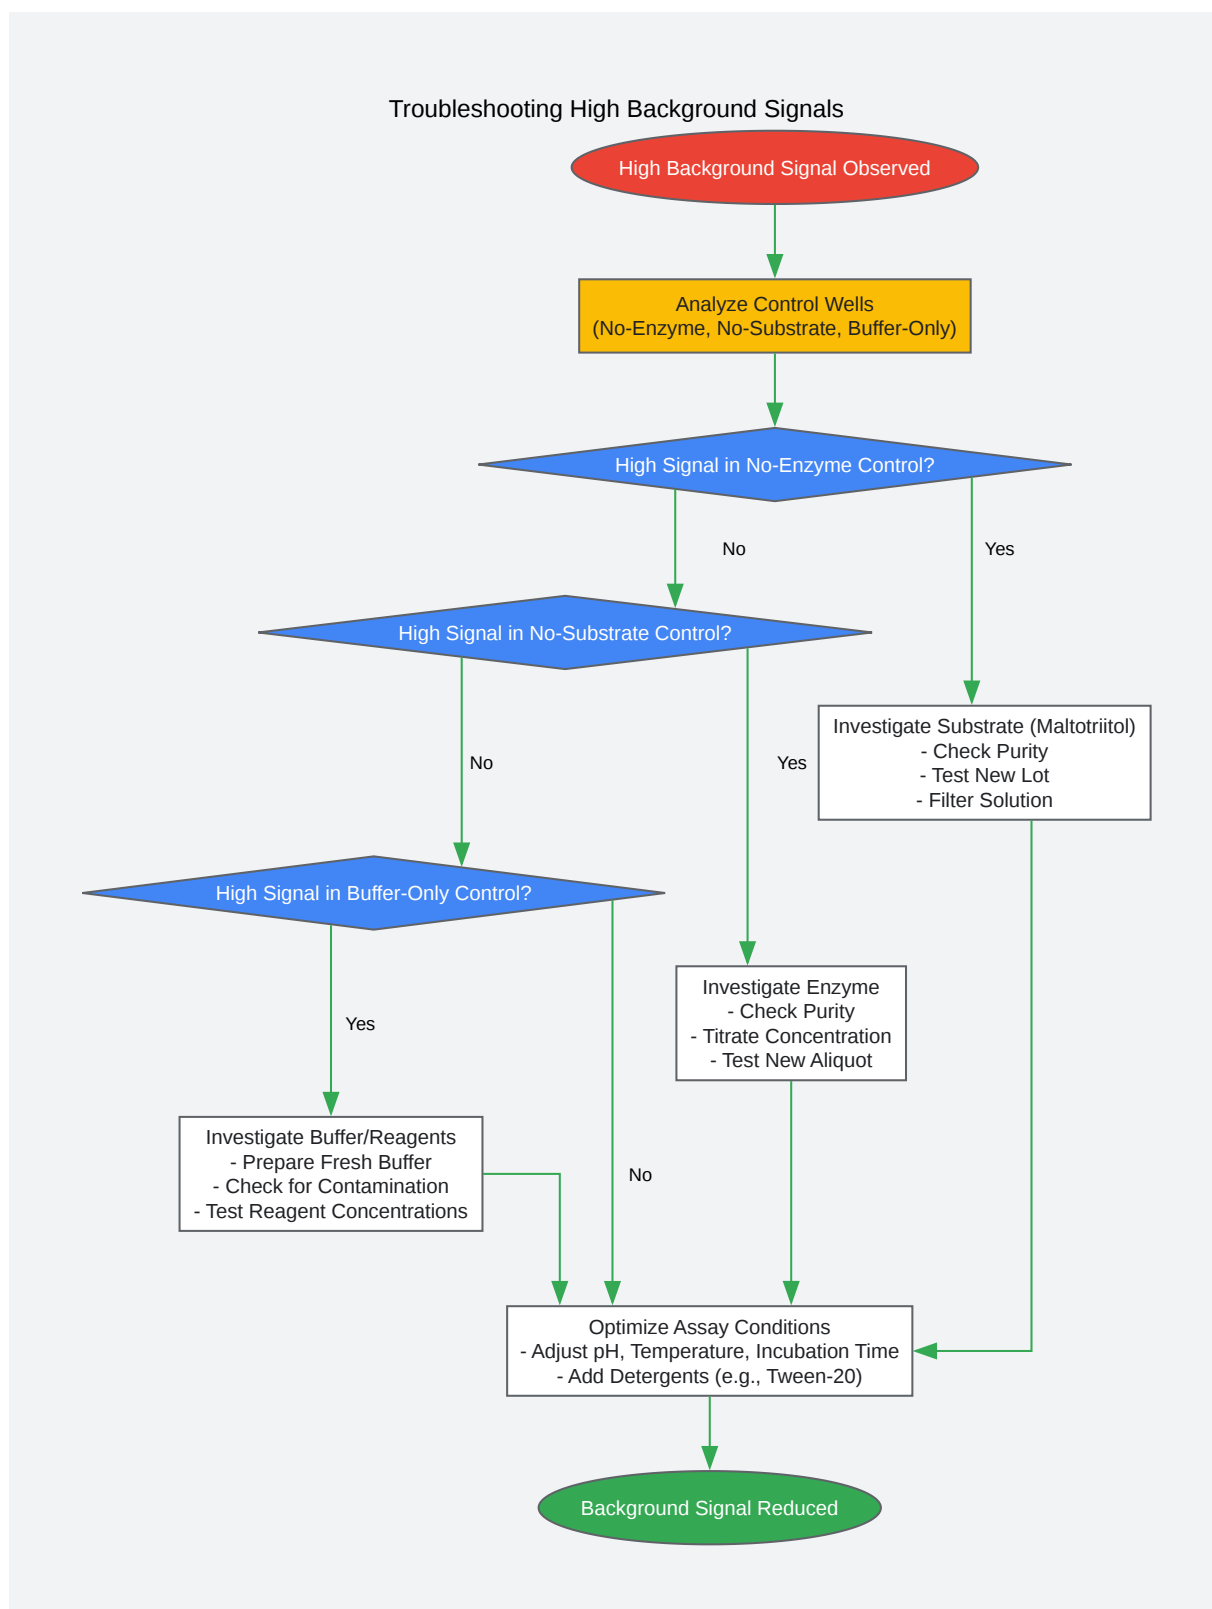 Troubleshooting High Background Signals
High Background Signal Observed
Analyze Control Wells
(No-Enzyme, No-Substrate, Buffer-Only)
High Signal in No-Enzyme Control?
No
Yes
High Signal in No-Substrate Control?
No
Yes
Investigate Substrate (Maltotriitol)
- Check Purity
- Test New Lot
- Filter Solution
High Signal in Buffer-Only Control?
Yes
No
Investigate Enzyme
- Check Purity
- Titrate Concentration
- Test New Aliquot
Investigate Buffer/Reagents
- Prepare Fresh Buffer
- Check for Contamination
- Test Reagent Concentrations
Optimize Assay Conditions
- Adjust pH, Temperature, Incubation Time
- Add Detergents (e.g., Tween-20)
Background Signal Reduced